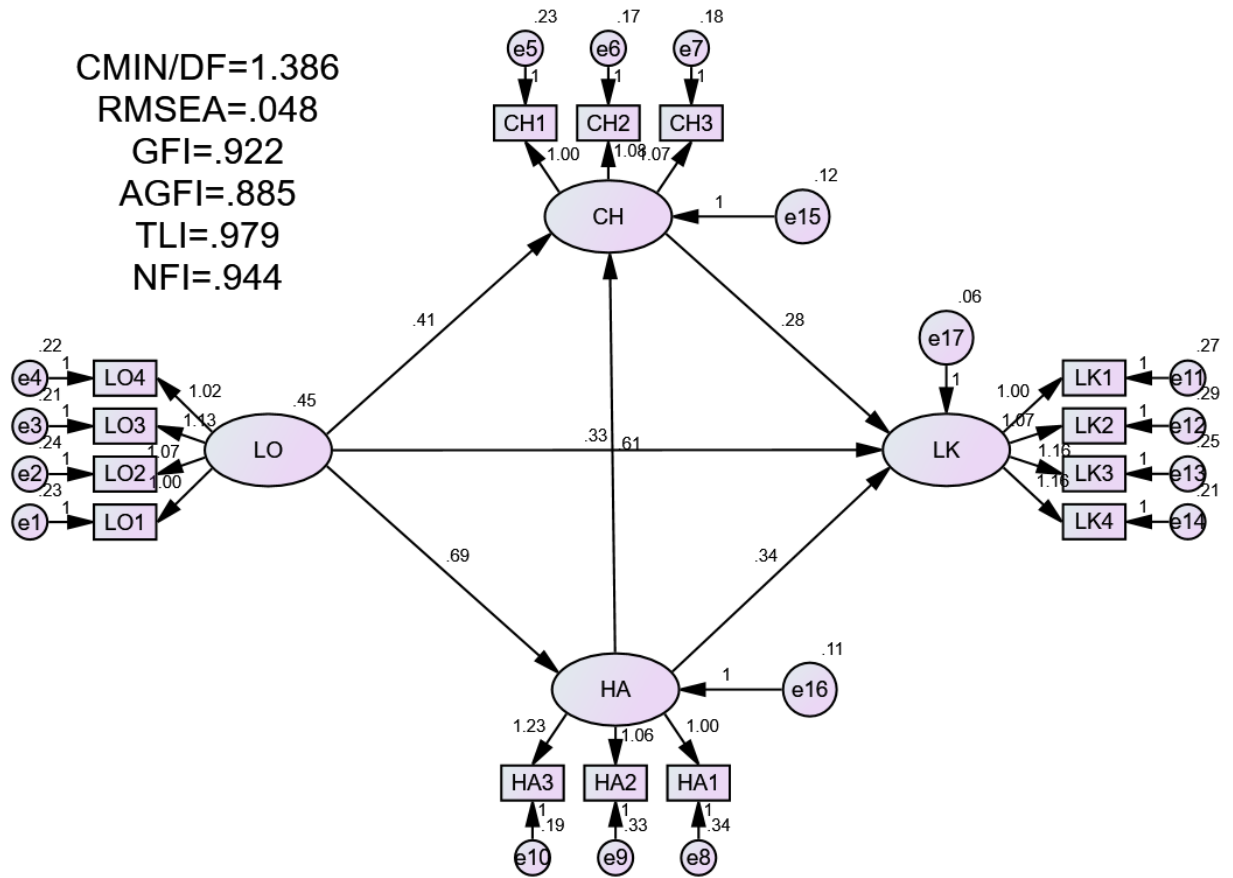 CMIN/DF=1.386
RMSEA=.048
GFI=.922
AGFI=.885
TLI=.979
NFI=.944
.23 .17 .18
e5 e6 e7
1 1 1
CH1 CH2 CH3
1.00 1.08 1.07
CH 1 e15 .12
.41 .28
.06
e17
1
.22
e4 1 LO4 1.02
.21
e3 1 LO3 1.13
.24
e2 1 LO2 1.07
.23
e1 1 LO1 1.00
.45
LO
.33 .61
LK
1.00 LK1 1 e11 .27
1.07 LK2 1 e12 .29
1.16 LK3 1 e13 .25
1.16 LK4 1 e14 .21
.69 .34
HA 1 e16 .11
1.23 1.06 1.00
HA3 HA2 HA1
1 1 1
.19 .33 .34
e10 e9 e8